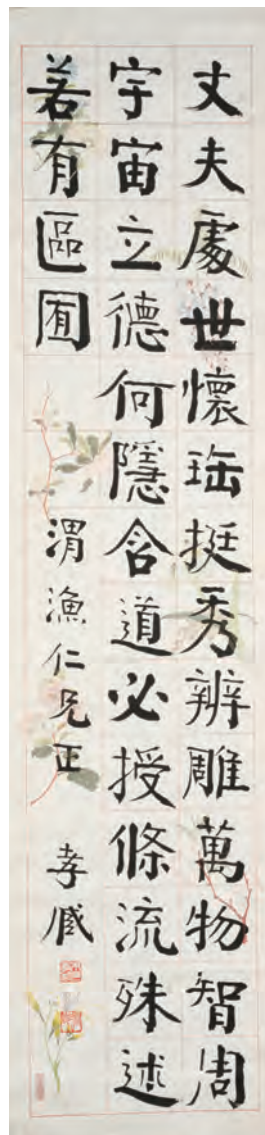 丈夫處世懷珤挺秀辨雕萬物智周
宇宙立德何隱含道必授條流殊述
若有區囿
渭漁仁兄正 孝臧